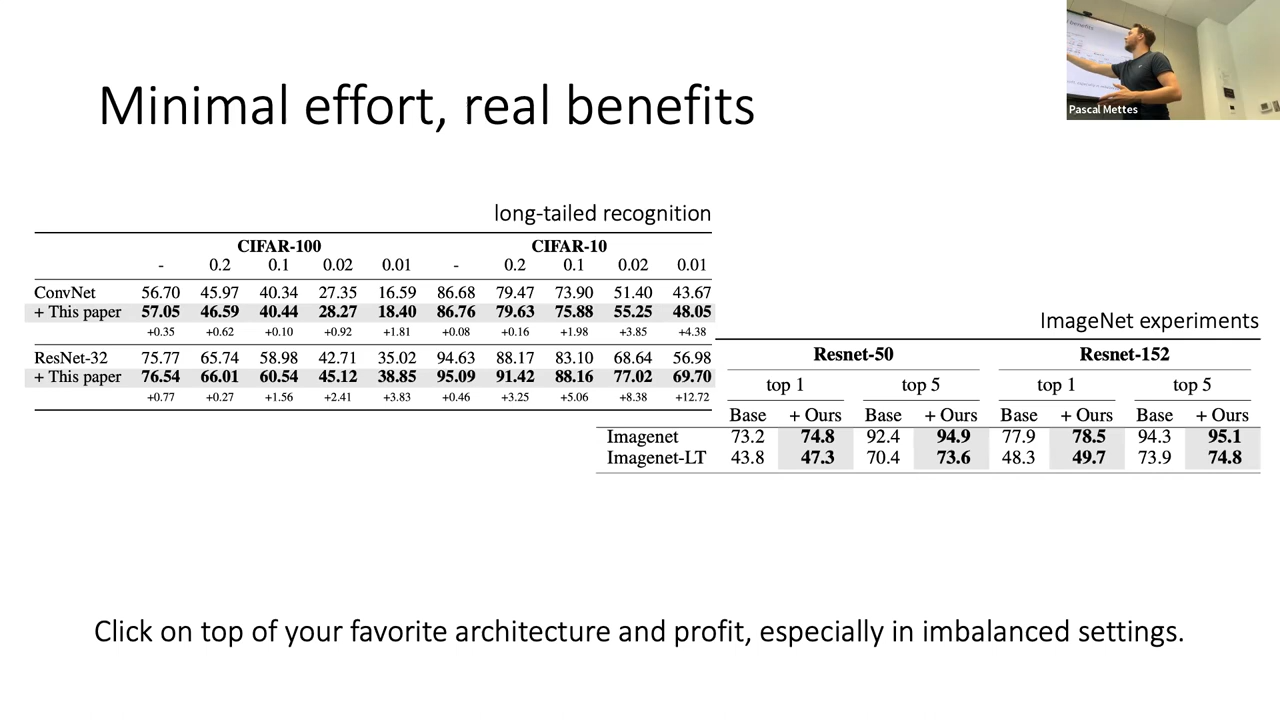 Minimal effort, real benefits
Pascal Mettes
long-tailed recognition
CIFAR-100 CIFAR-10
- 0.2 0.1 0.02 0.01 - 0.2 0.1 0.02 0.01
ConvNet 56.70 45.97 40.34 27.35 16.59 86.68 79.47 73.90 51.40 43.67
+ This paper 57.05 46.59 40.44 28.27 18.40 86.76 79.63 75.88 55.25 48.05
+0.35 +0.62 +0.10 +0.92 +1.81 +0.08 +0.16 +1.98 +3.85 +4.38
ResNet-32 75.77 65.74 58.98 42.71 35.02 94.63 88.17 83.10 68.64 56.98
+ This paper 76.54 66.01 60.54 45.12 38.85 95.09 91.42 88.16 77.02 69.70
+0.77 +0.27 +1.56 +2.41 +3.83 +0.46 +3.25 +5.06 +8.38 +12.72
ImageNet experiments
Resnet-50 Resnet-152
top 1 top 5 top 1 top 5
Base + Ours Base + Ours Base + Ours Base + Ours
Imagenet 73.2 74.8 92.4 94.9 77.9 78.5 94.3 95.1
Imagenet-LT 43.8 47.3 70.4 73.6 48.3 49.7 73.9 74.8
Click on top of your favorite architecture and profit, especially in imbalanced settings.